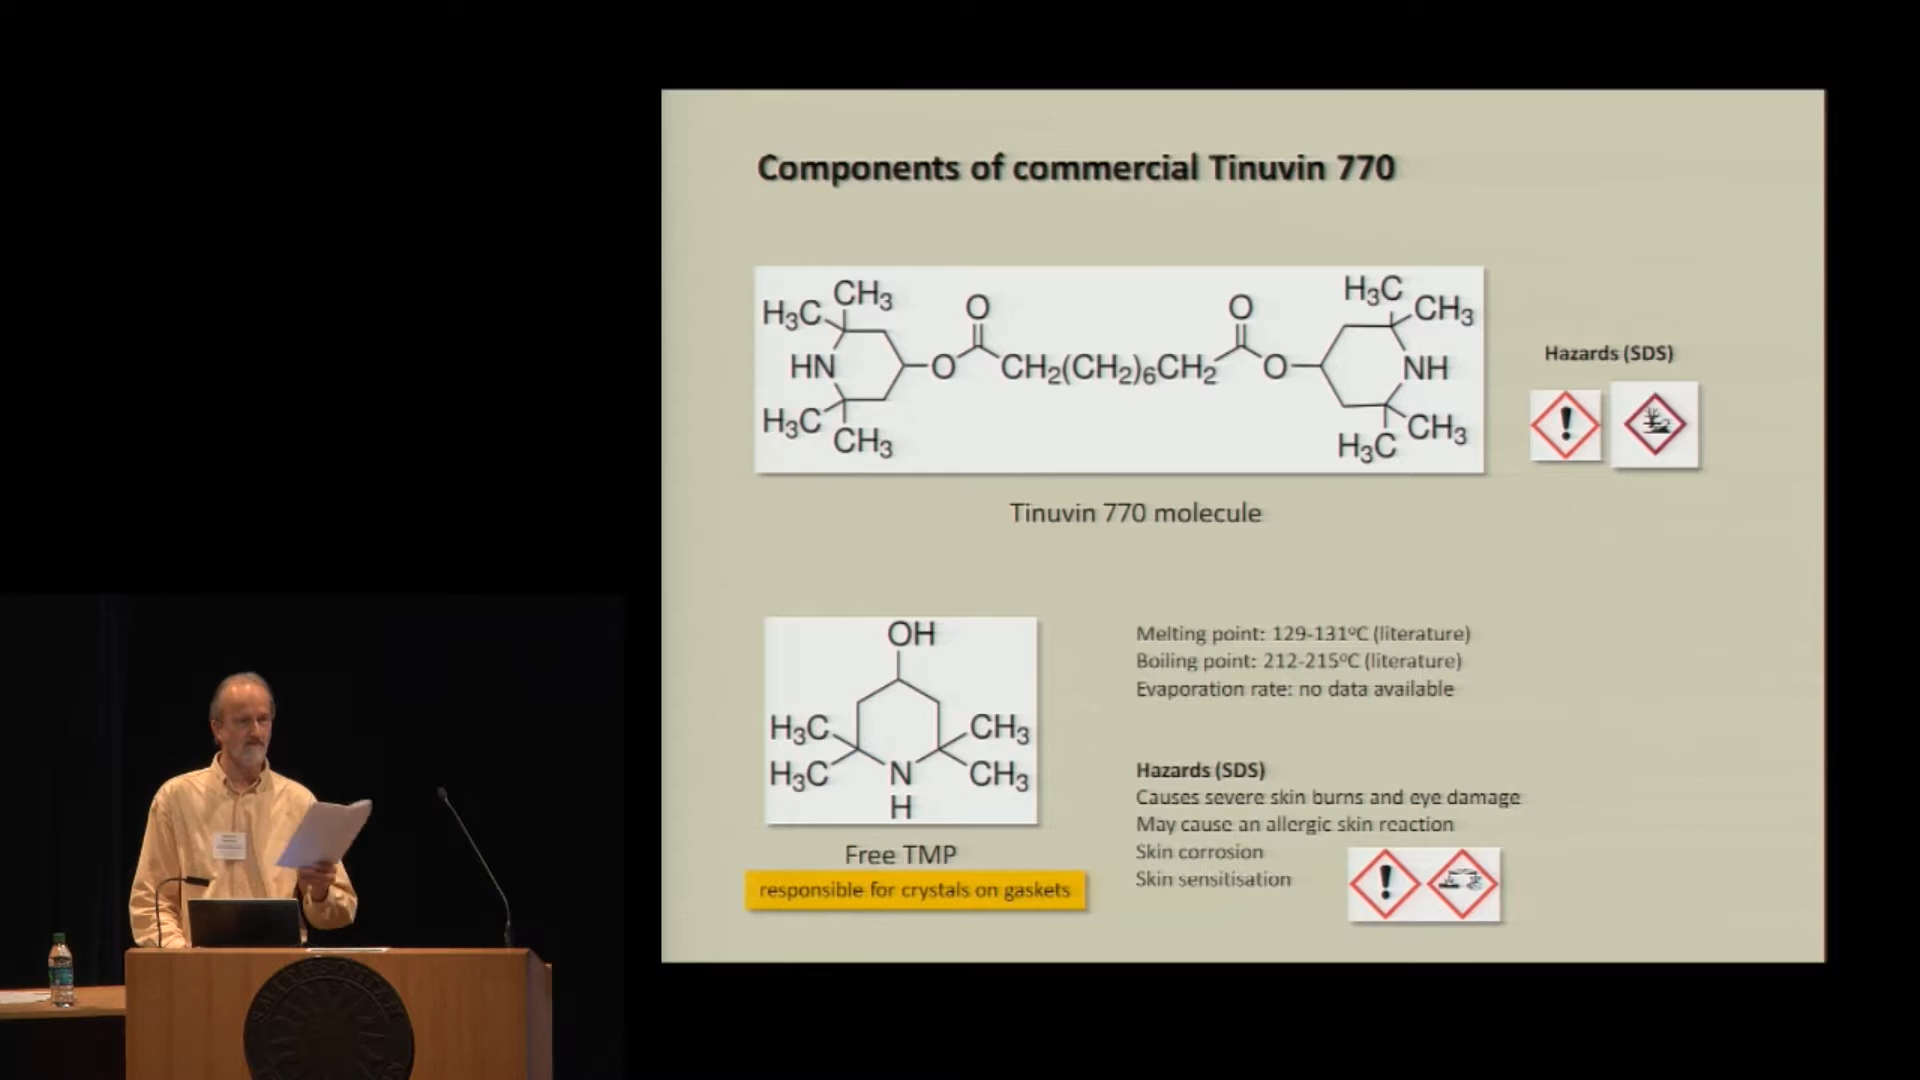 Components of commercial Tinuvin 770
H3C CH3 O O H3C CH3
HN O CH2(CH2)6CH2 O NH
H3C CH3 H3C CH3
Hazards (SDS)
Tinuvin 770 molecule
OH
H3C CH3
H3C N CH3
H
Free TMP
responsible for crystals on gaskets
Melting point: 129-131ºC (literature)
Boiling point: 212-215ºC (literature)
Evaporation rate: no data available
Hazards (SDS)
Causes severe skin burns and eye damage
May cause an allergic skin reaction
Skin corrosion
Skin sensitisation